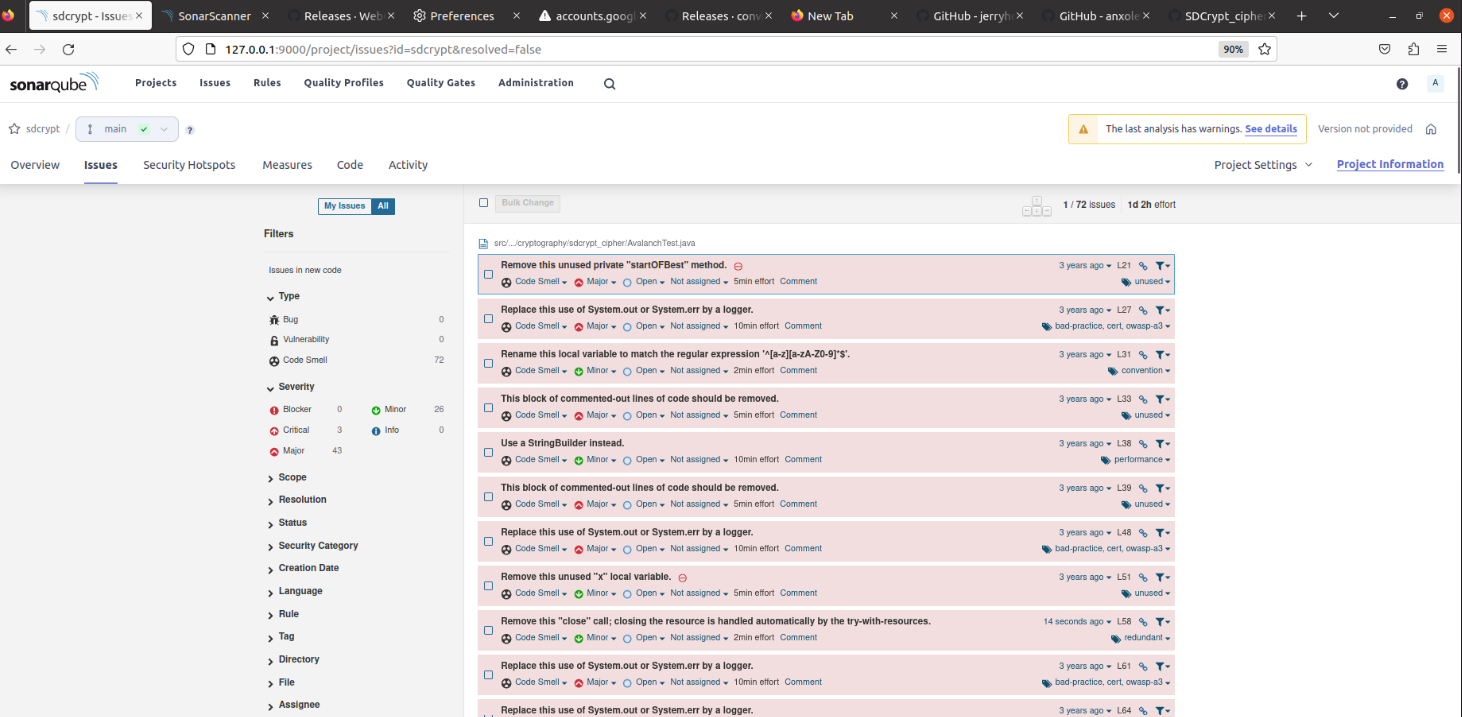 sdcrypt - Issues
SonarScanner
Releases · Web
Preferences
accounts.goog
Releases · conv
New Tab
GitHub - jerryh
GitHub - anxole
SDCrypt_ciphe
127.0.0.1:9000/project/issues?id=sdcrypt&resolved=false
90%
sonarqube Projects Issues Rules Quality Profiles Quality Gates Administration A
sdcrypt / main
The last analysis has warnings. See details Version not provided
Overview Issues Security Hotspots Measures Code Activity Project Settings Project Information
My Issues All
Bulk Change
1 / 72 issues 1d 2h effort
Filters
Issues in new code
Type
Bug 0
Vulnerability 0
Code Smell 72
Severity
Blocker 0 Minor 26
Critical 3 Info 0
Major 43
Scope
Resolution
Status
Security Category
Creation Date
Language
Rule
Tag
Directory
File
Assignee
src/.../cryptography/sdcrypt_cipher/AvalanchTest.java
Remove this unused private "startOFBest" method. 3 years ago L21
Code Smell Major Open Not assigned 5min effort Comment unused
Replace this use of System.out or System.err by a logger. 3 years ago L27
Code Smell Major Open Not assigned 10min effort Comment bad-practice, cert, owasp-a3
Rename this local variable to match the regular expression '^[a-z][a-zA-Z0-9]*$'. 3 years ago L31
Code Smell Minor Open Not assigned 2min effort Comment convention
This block of commented-out lines of code should be removed. 3 years ago L33
Code Smell Major Open Not assigned 5min effort Comment unused
Use a StringBuilder instead. 3 years ago L38
Code Smell Minor Open Not assigned 10min effort Comment performance
This block of commented-out lines of code should be removed. 3 years ago L39
Code Smell Major Open Not assigned 5min effort Comment unused
Replace this use of System.out or System.err by a logger. 3 years ago L48
Code Smell Major Open Not assigned 10min effort Comment bad-practice, cert, owasp-a3
Remove this unused "x" local variable. 3 years ago L51
Code Smell Minor Open Not assigned 5min effort Comment unused
Remove this "close" call; closing the resource is handled automatically by the try-with-resources. 14 seconds ago L58
Code Smell Minor Open Not assigned 2min effort Comment redundant
Replace this use of System.out or System.err by a logger. 3 years ago L61
Code Smell Major Open Not assigned 10min effort Comment bad-practice, cert, owasp-a3
Replace this use of System.out or System.err by a logger. 3 years ago L64